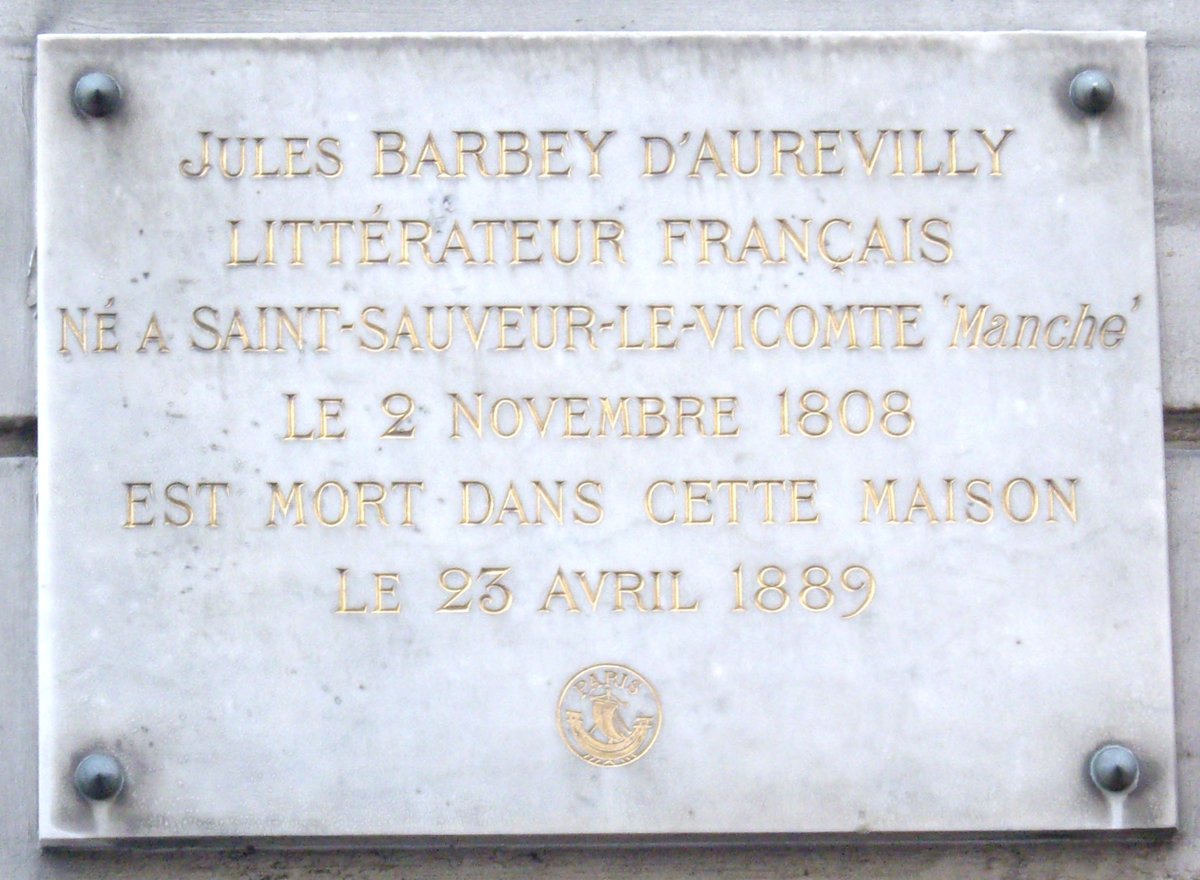 JULES BARBEY D'AUREVILLY
LITTÉRATEUR FRANÇAIS
NÉ A SAINT-SAUVEUR-LE-VICOMTE 'Manche'
LE 2 NOVEMBRE 1808
EST MORT DANS CETTE MAISON
LE 23 AVRIL 1889
PARIS